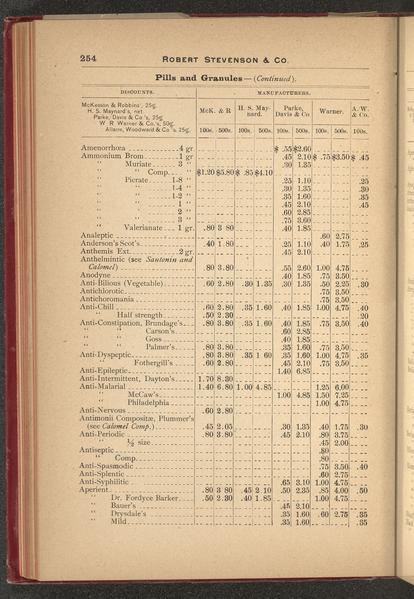 254 ROBERT STEVENSON & CO.
Pills and Granules—(Continued).
DISCOUNTS. MANUFACTURERS.
McKesson & Robbins', 25%.
H. S. Maynard's, net.
Parke, Davis & Co.'s, 25%.
W R Warner & Co.'s, 50%.
Allaire, Woodward & Co.'s, 25%.
McK. & R H. S. May-nard. Parke, Davis & Co Warner. A. W. & Co.
100s. 500s. 100s. 500s. 100s. 500s. 100s. 500s. 100s.
Amenorrhœa 4 gr $ .55 $2.60
Ammonium Brom 1 gr .45 2.10 $ .75 $3.50 $ .45
" Muriate 3 " .30 1.35
" " Comp. $1.20 $5.80 $ .85 $4.10
" Picrate 1-8 " .25 1.10 .25
" " 1-4 " .30 1.35 .30
" " 1-2 " .35 1.60 .35
" " 1 " .45 2.10 .45
" " 2 " .60 2.85
" " 3 " .75 3.60
" Valerianate 1 gr. .80 3 80 .40 1.85
Analeptic .60 2.75
Anderson's Scot's .40 1.80 .25 1.10 .40 1.75 .25
Anthemis Ext. 2 gr. .45 2.10
Anthelmintic (see Santonin and
Calomel) .80 3.80 .55 2.60 1.00 4.75
Anodyne .40 1.85 .75 3.50
Anti-Bilious (Vegetable) .60 2.80 .30 1.35 .30 1.35 .50 2.25 .30
Antichlorotic .75 3.50
Antichoromania .75 3.50
Anti-Chill .60 2.80 .35 1.60 .40 1.85 1.00 4.75 .40
" Half strength .50 2.30 .20
Anti-Constipation, Brundage's .80 3.80 .35 1.60 .40 1.85 .75 3.50 .40
" " Carson's .60 2.85
" " Goss .40 1.85
" " Palmer's .80 3.80 .35 1.60 .75 3.50
Anti-Dyspeptic .80 3.80 .35 1 60 .35 1.60 1.00 4.75 .35
" Fothergill's .60 2.80 .45 2.10 .75 3.50
Anti-Epileptic 1.40 6.85
Anti-Intermittent, Dayton's 1.70 8.30
Anti-Malarial 1.40 6.80 1.00 4.85 1.25 6.00
" McCaw's 1.00 4.85 1.50 7.25
" Philadelphia 1.00 4.75
Anti-Nervous .60 2.80
Antimonii Compositæ, Plummer's
(see Calomel Comp.) .45 2.05 .30 1.35 .40 1.75 .30
Anti-Periodic .80 3.80 .45 2.10 .80 3.75
" ½ size .45 2.00
Antiseptic .80
" Comp. .80
Anti-Spasmodic .75 3.50 .40
Anti-Splentic .60 2.75
Anti-Syphilitic .65 3.10 1.00 4.75
Aperient .80 3 80 .45 2 10 .50 2.35 .85 4.00 .50
" Dr. Fordyce Barker .50 2.30 .40 1.85 1.00 4.75
" Bauer's .45 2.10
" Drysdale's .35 1.60 .60 2.75 .35
" Mild .35 1.60 .35